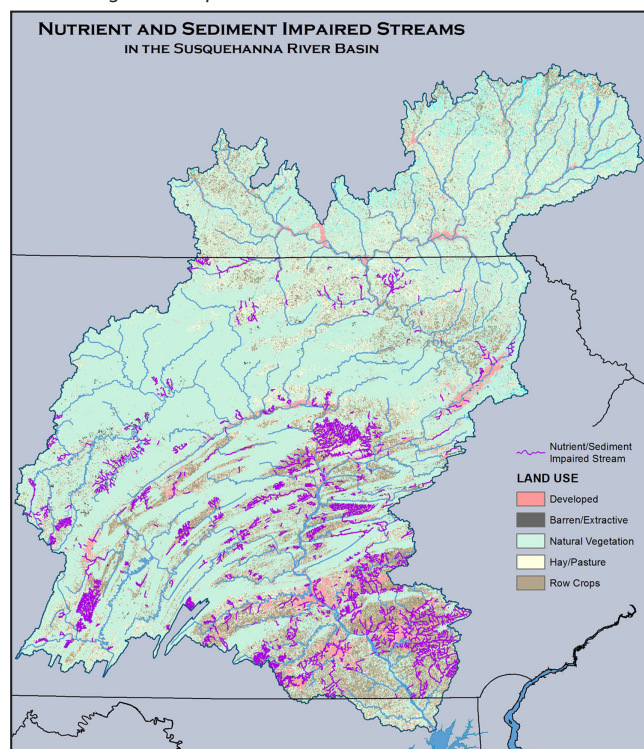 NUTRIENT AND SEDIMENT IMPAIRED STREAMS
IN THE SUSQUEHANNA RIVER BASIN
Nutrient/Sediment
Impaired Stream
LAND USE
Developed
Barren/Extractive
Natural Vegetation
Hay/Pasture
Row Crops